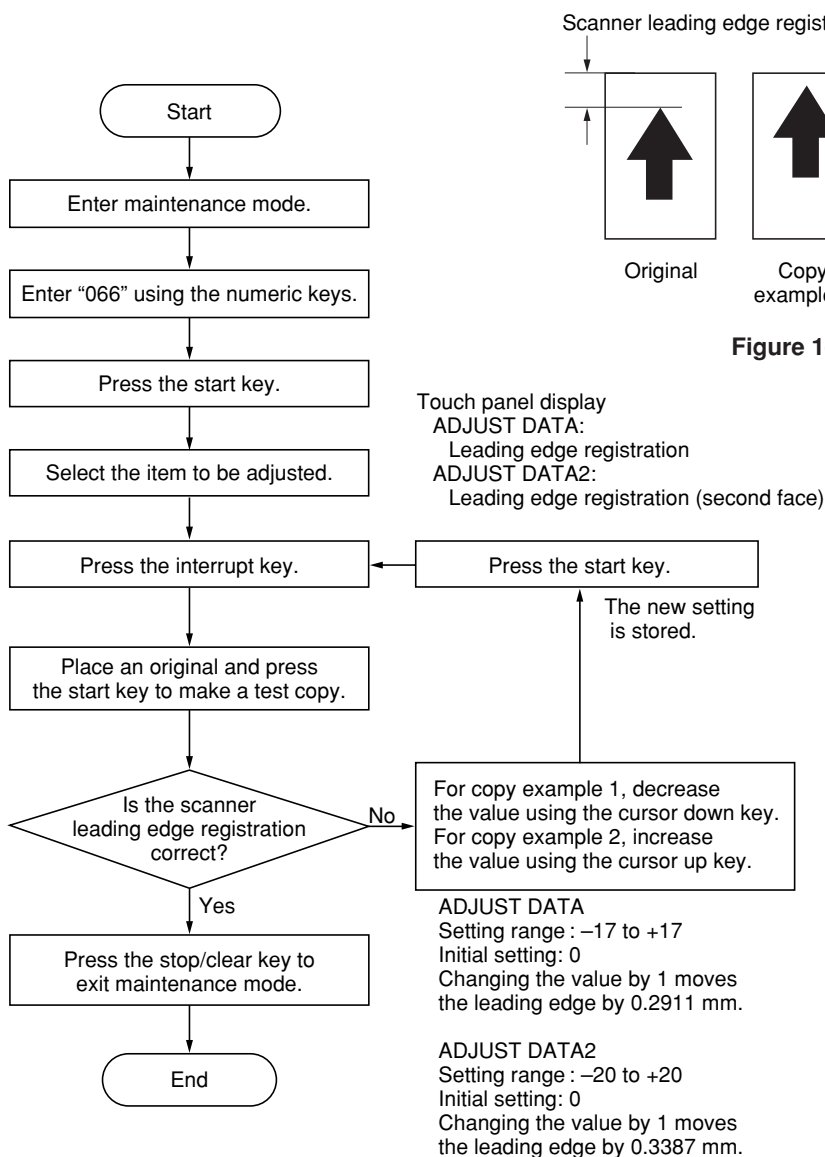 Scanner leading edge regist
Original
Copy
example
Figure 1
Start
Enter maintenance mode.
Enter “066” using the numeric keys.
Press the start key.
Select the item to be adjusted.
Touch panel display
ADJUST DATA:
Leading edge registration
ADJUST DATA2:
Leading edge registration (second face)
Press the interrupt key.
Press the start key.
The new setting
is stored.
Place an original and press
the start key to make a test copy.
Is the scanner
leading edge registration
correct?
No
For copy example 1, decrease
the value using the cursor down key.
For copy example 2, increase
the value using the cursor up key.
Yes
ADJUST DATA
Setting range : –17 to +17
Initial setting: 0
Changing the value by 1 moves
the leading edge by 0.2911 mm.
Press the stop/clear key to
exit maintenance mode.
End
ADJUST DATA2
Setting range : –20 to +20
Initial setting: 0
Changing the value by 1 moves
the leading edge by 0.3387 mm.